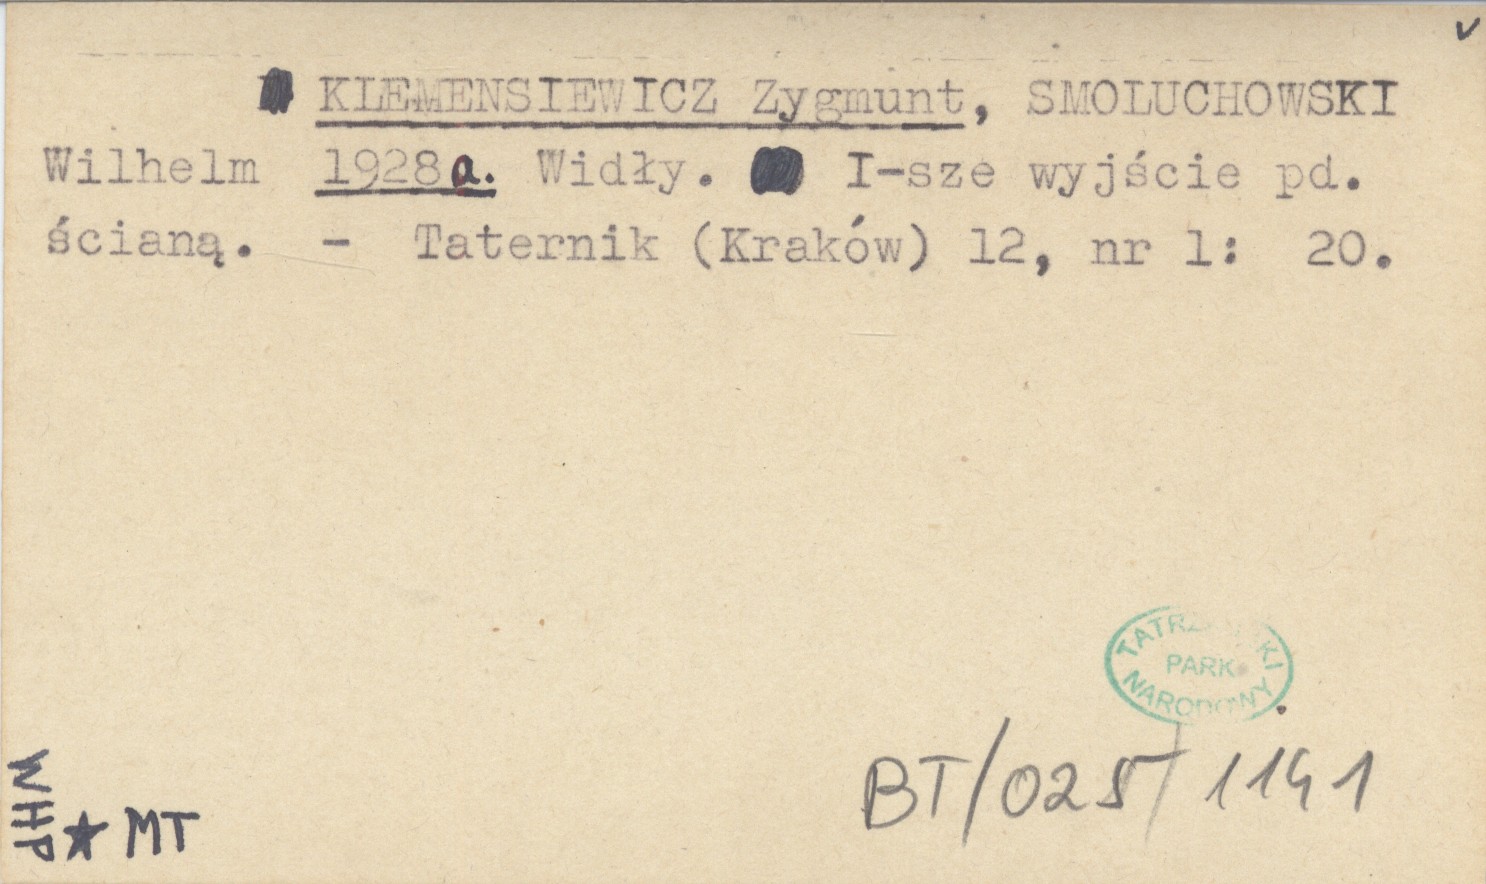 v
KLEMENSIEWICZ Zygmunt, SMOLUCHOWSKI
Wilhelm 1928a. Widły. I-sze wyjście pd.
ścianą. - Taternik (Kraków) 12, nr 1: 20.
PARK
NARODOWY
BT/025/1141
WHP
MT